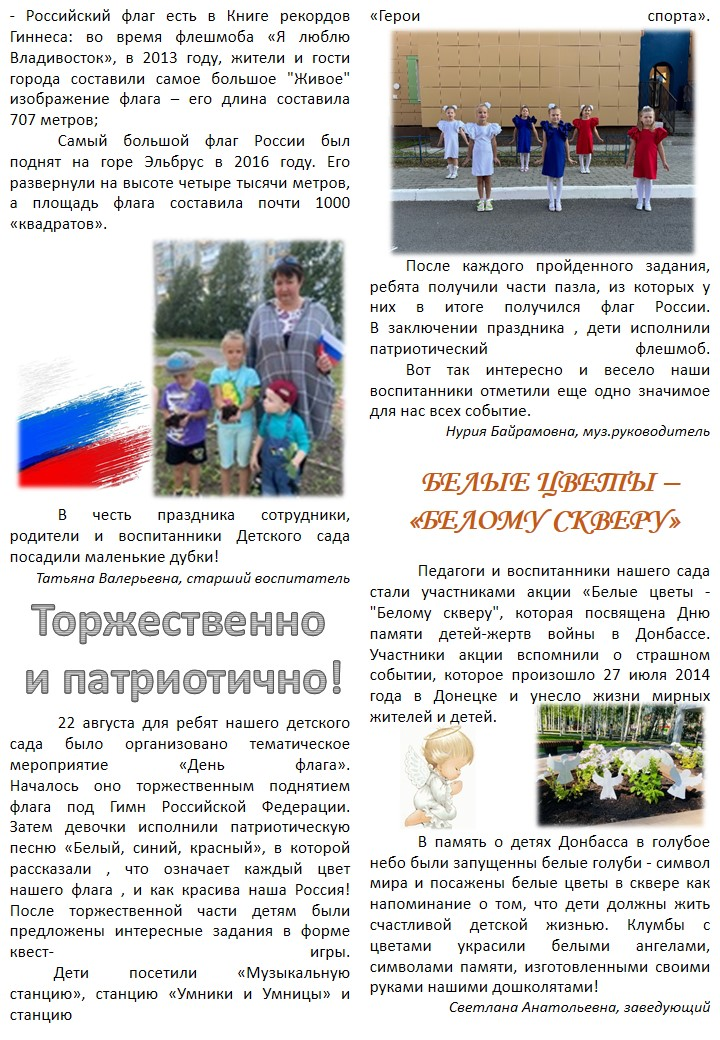 - Российский флаг есть в Книге рекордов
Гиннеса: во время флешмоба «Я люблю
Владивосток», в 2013 году, жители и гости
города составили самое большое "Живое"
изображение флага – его длина составила
707 метров;
Самый большой флаг России был
поднят на горе Эльбрус в 2016 году. Его
развернули на высоте четыре тысячи метров,
а площадь флага составила почти 1000
«квадратов».
В честь праздника сотрудники,
родители и воспитанники Детского сада
посадили маленькие дубки!
Татьяна Валерьевна, старший воспитатель
Торжественно
и патриотично!
22 августа для ребят нашего детского
сада было организовано тематическое
мероприятие «День флага».
Началось оно торжественным поднятием
флага под Гимн Российской Федерации.
Затем девочки исполнили патриотическую
песню «Белый, синий, красный», в которой
рассказали , что означает каждый цвет
нашего флага , и как красива наша Россия!
После торжественной части детям были
предложены интересные задания в форме
квест- игры.
Дети посетили «Музыкальную
станцию», станцию «Умники и Умницы» и
станцию
«Герои спорта».
После каждого пройденного задания,
ребята получили части пазла, из которых у
них в итоге получился флаг России.
В заключении праздника , дети исполнили
патриотический флешмоб.
Вот так интересно и весело наши
воспитанники отметили еще одно значимое
для нас всех событие.
Нурия Байрамовна, муз.руководитель
БЕЛЫЕ ЦВЕТЫ –
«БЕЛОМУ СКВЕРУ»
Педагоги и воспитанники нашего сада
стали участниками акции «Белые цветы -
"Белому скверу", которая посвящена Дню
памяти детей-жертв войны в Донбассе.
Участники акции вспомнили о страшном
событии, которое произошло 27 июля 2014
года в Донецке и унесло жизни мирных
жителей и детей.
В память о детях Донбасса в голубое
небо были запущенны белые голуби - символ
мира и посажены белые цветы в сквере как
напоминание о том, что дети должны жить
счастливой детской жизнью. Клумбы с
цветами украсили белыми ангелами,
символами памяти, изготовленными своими
руками нашими дошколятами!
Светлана Анатольевна, заведующий